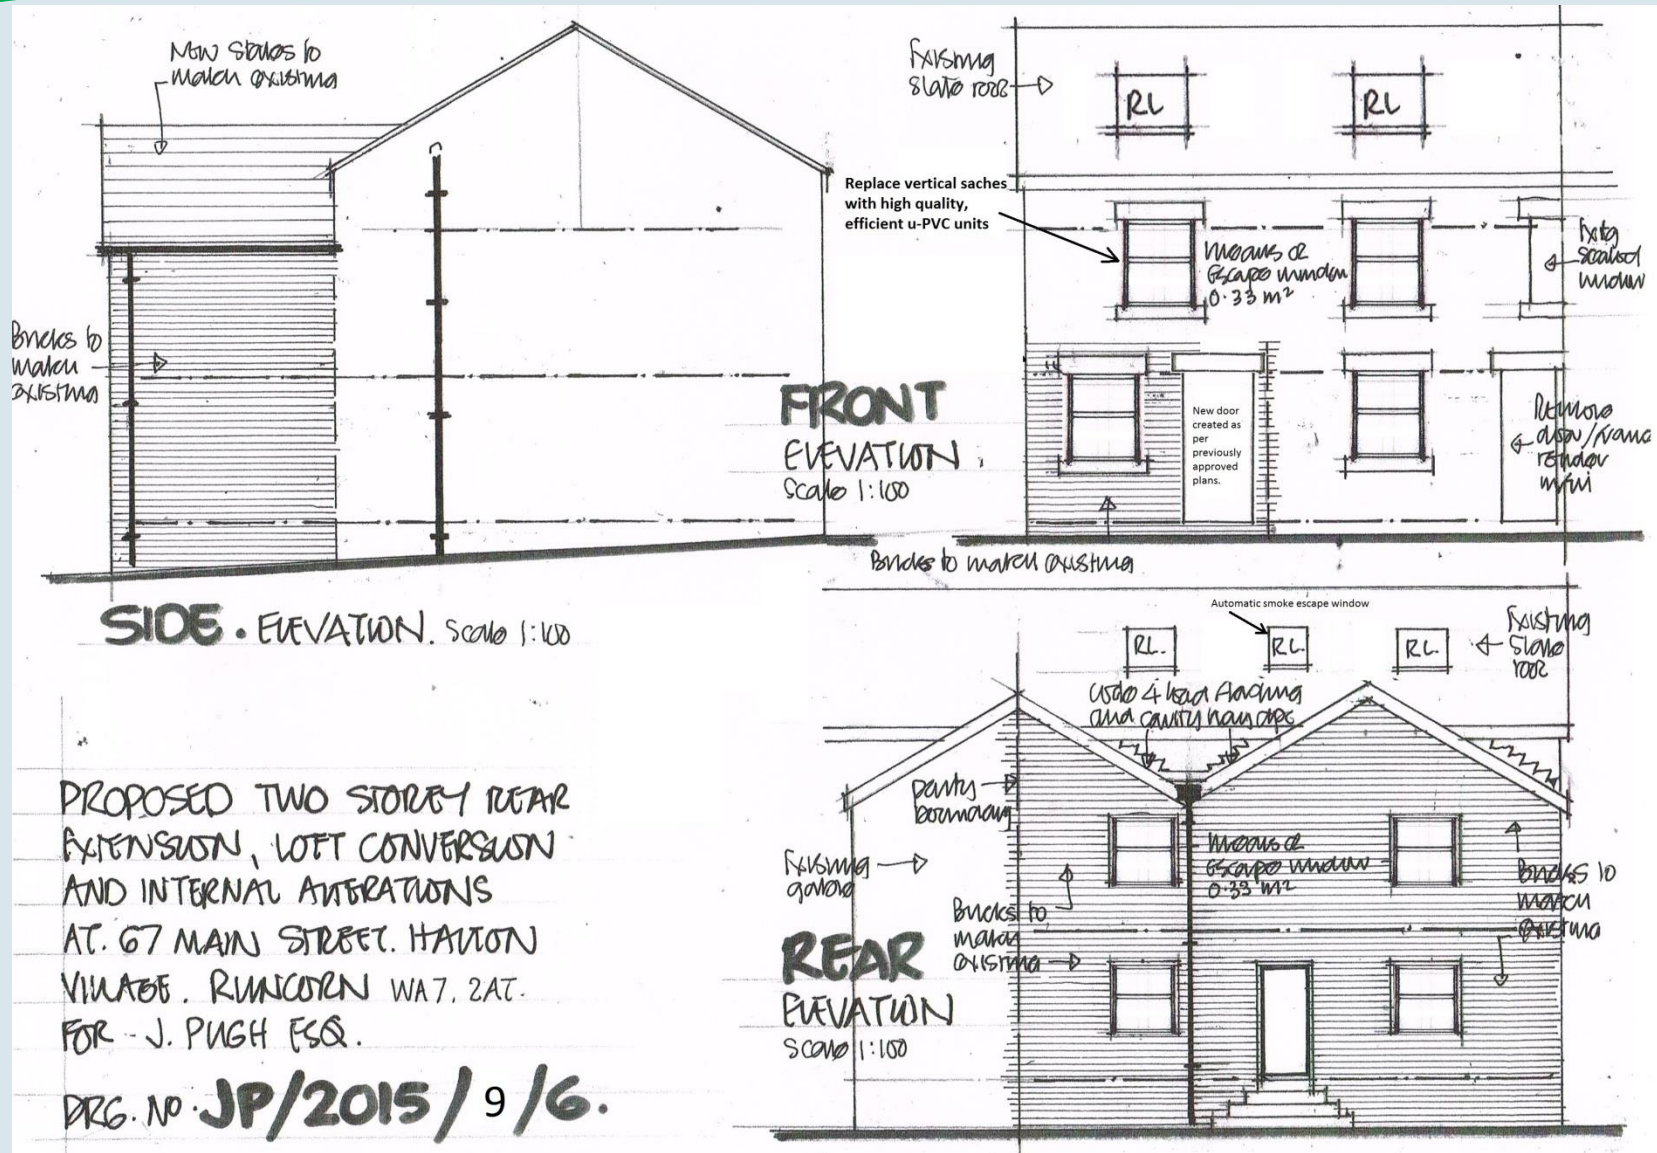 New Slates to
match existing
Bricks to
match
existing
SIDE. ELEVATION. Scale 1:100
Existing
slate roof
RL
RL
Replace vertical saches
with high quality,
efficient u-PVC units
Means of
Escape window
0.33 m²
Extg
sealed
window
FRONT
ELEVATION.
Scale 1:100
New door
created as
per
previously
approved
plans.
Remove
door/frame
render
infill
Bricks to match existing
Automatic smoke escape window
RL.
RL.
RL.
Existing
slate
roof
code 4 lead flashing
and cavity tray dpc
party
boundary
Existing
gable
Means of
Escape window
0.33 m²
Bricks to
match
existing
Bricks to
match
existing
REAR
ELEVATION
Scale 1:100
PROPOSED TWO STOREY REAR
EXTENSION, LOFT CONVERSION
AND INTERNAL ALTERATIONS
AT. 67 MAIN STREET. HALTON
VILLAGE. RUNCORN WA7. 2AT.
FOR - J. PUGH ESQ.
DRG. NO. JP/2015/9/6.